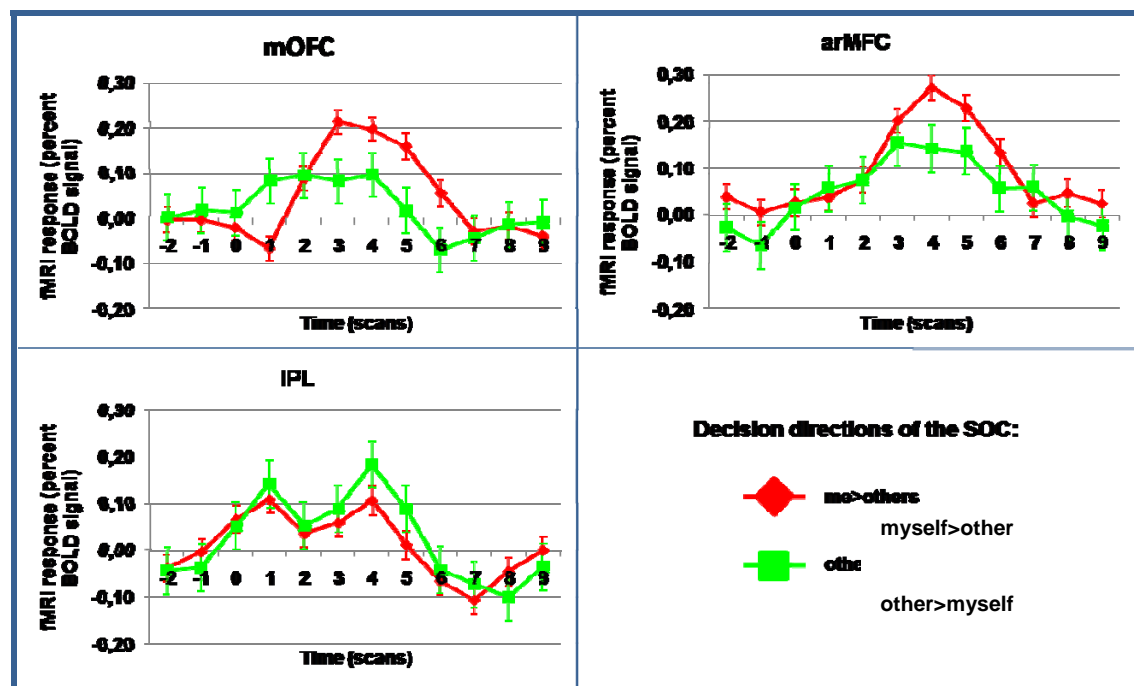 mOFC
fMRI response (percent
BOLD signal)
0,30
0,20
0,10
0,00
-0,10
-0,20
-2 -1 0 1 2 3 4 5 6 7 8 9
Time (scans)
arMFC
fMRI response (percent
BOLD signal)
0,30
0,20
0,10
0,00
-0,10
-0,20
-2 -1 0 1 2 3 4 5 6 7 8 9
Time (scans)
IPL
fMRI response (percent
BOLD signal)
0,30
0,20
0,10
0,00
-0,10
-0,20
-2 -1 0 1 2 3 4 5 6 7 8 9
Time (scans)
Decision directions of the SOC:
me>others
myself>other
othe
other>myself